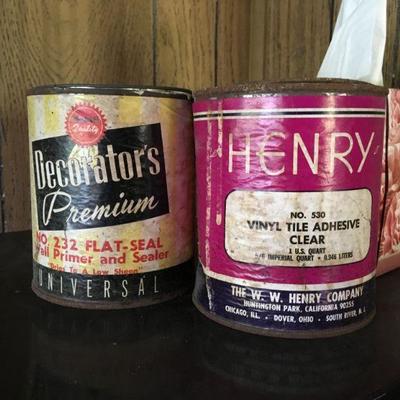 Quality
Decorator's
Premium
NO 232 FLAT-SEAL
Wall Primer and Sealer
"Dries To A Low Sheen"
UNIVERSAL
HENRY
NO. 530
VINYL TILE ADHESIVE
CLEAR
1 U.S. QUART
IMPERIAL QUART • 0.946 LITERS
THE W. W. HENRY COMPANY
HUNTINGTON PARK, CALIFORNIA 90255
CHICAGO, ILL. • DOVER, OHIO • SOUTH RIVER, N. J.